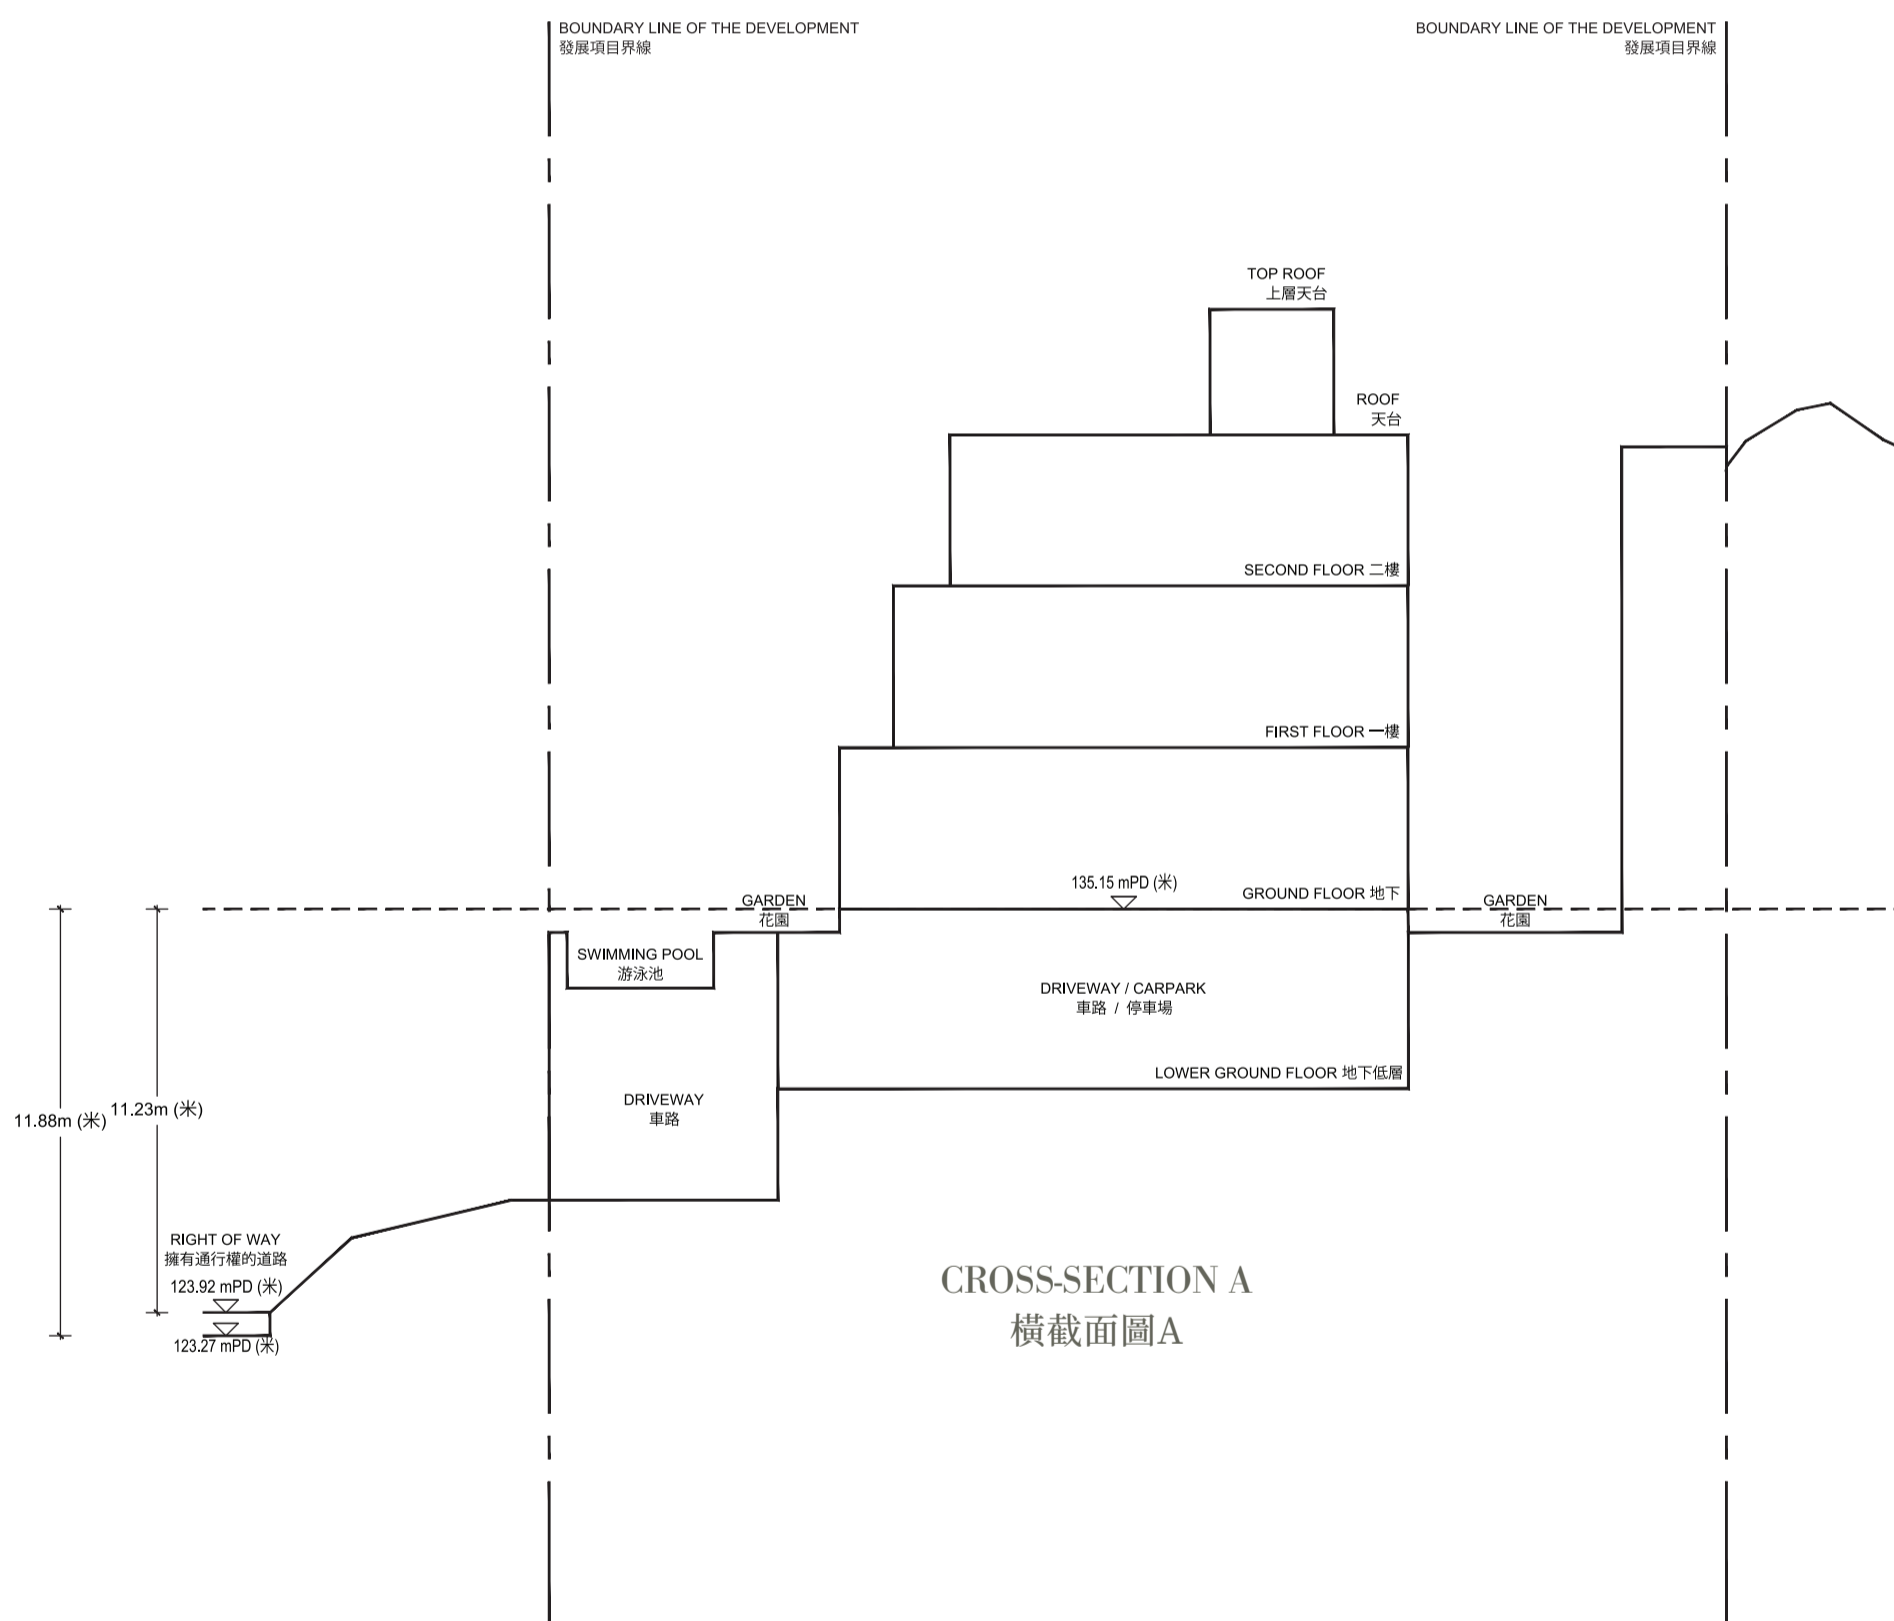 BOUNDARY LINE OF THE DEVELOPMENT
發展項目界線
BOUNDARY LINE OF THE DEVELOPMENT
發展項目界線
TOP ROOF
上層天台
ROOF
天台
SECOND FLOOR 二樓
FIRST FLOOR 一樓
135.15 mPD (米)
GROUND FLOOR 地下
GARDEN
花園
GARDEN
花園
SWIMMING POOL
游泳池
DRIVEWAY / CARPARK
車路 / 停車場
LOWER GROUND FLOOR 地下低層
DRIVEWAY
車路
11.88m (米)
11.23m (米)
RIGHT OF WAY
擁有通行權的道路
123.92 mPD (米)
123.27 mPD (米)
CROSS-SECTION A
橫截面圖A